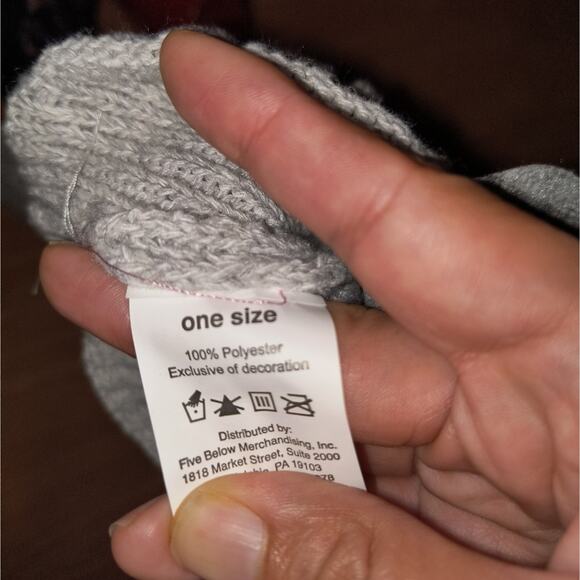 one size
100% Polyester
Exclusive of decoration
Distributed by:
Five Below Merchandising, Inc.
1818 Market Street, Suite 2000
PA 19103